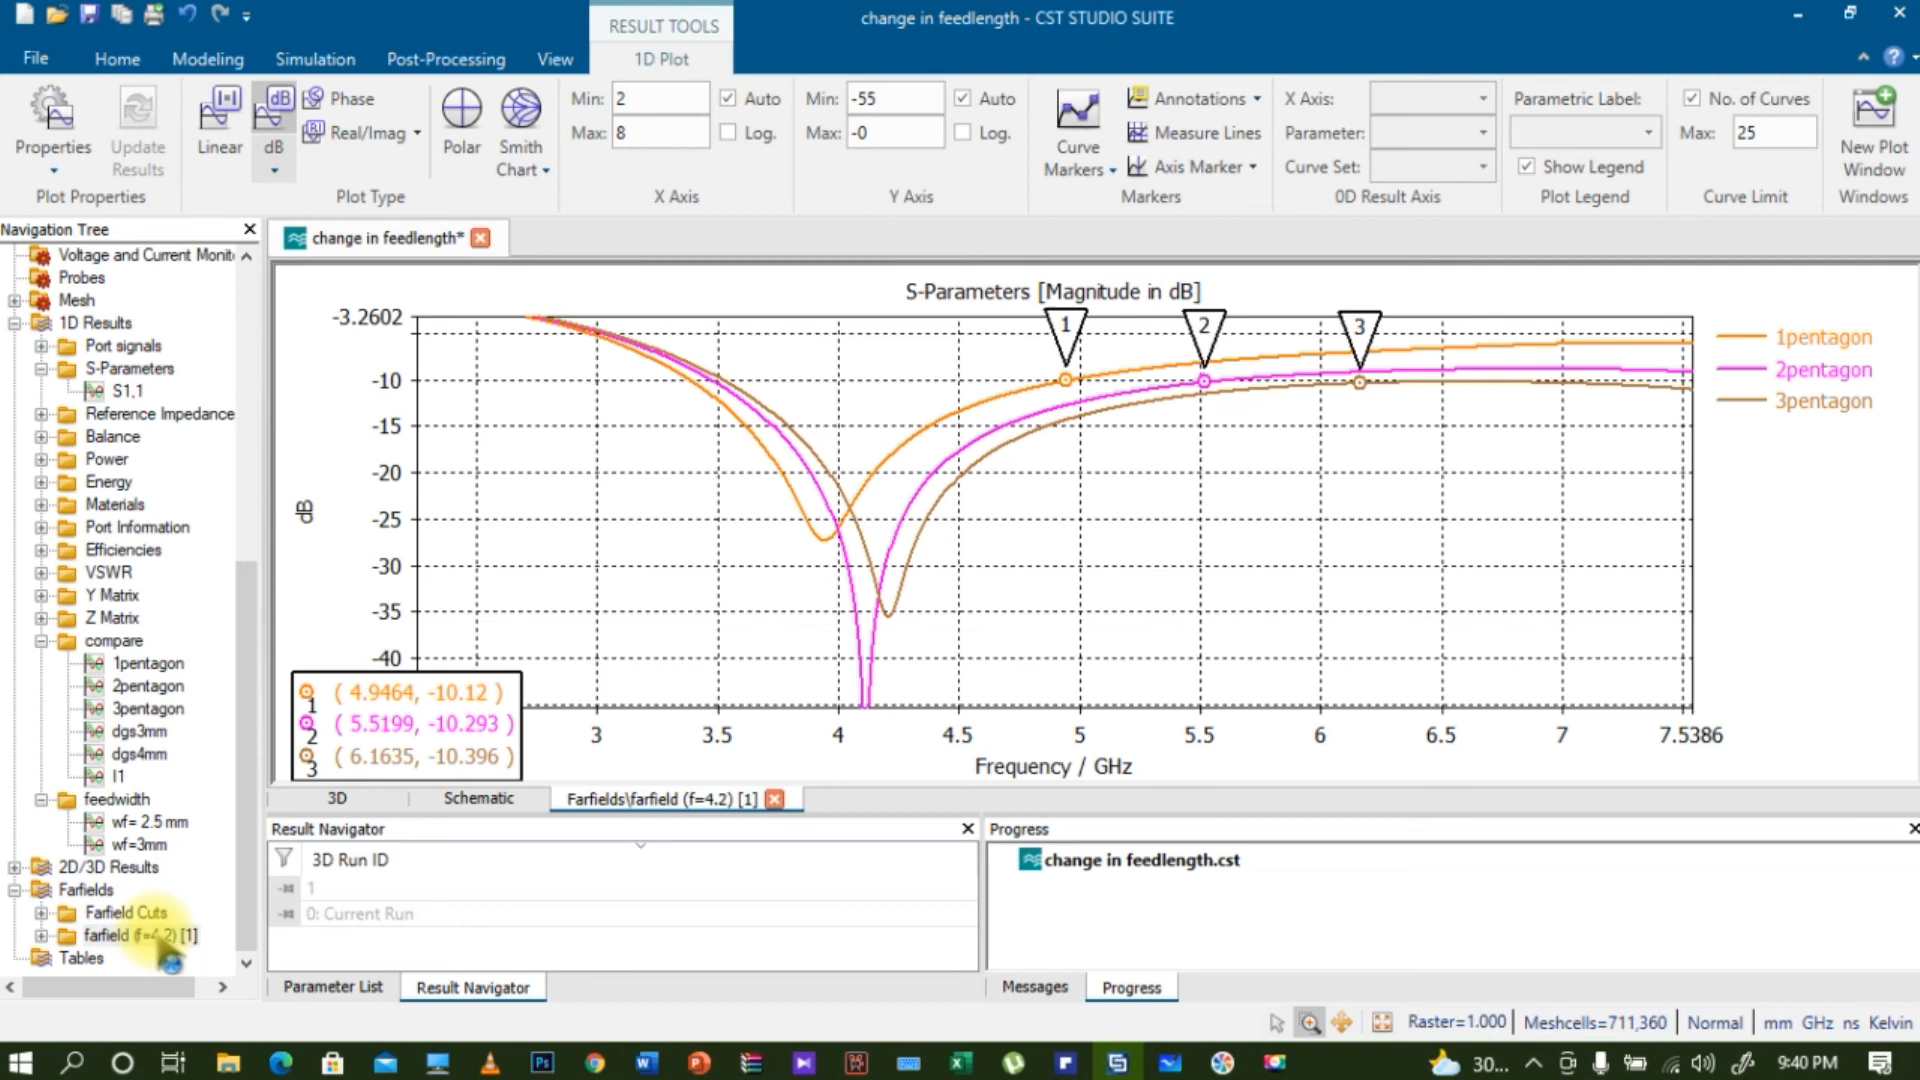 change in feedlength - CST STUDIO SUITE
RESULT TOOLS
File Home Modeling Simulation Post-Processing View 1D Plot
Properties
Update Results
Plot Properties
Linear
dB
Phase
Real/Imag
Polar
Smith Chart
Plot Type
Min: 2 Auto
Max: 8 Log.
X Axis
Min: -55 Auto
Max: -0 Log.
Y Axis
Curve Markers
Annotations
Measure Lines
Axis Marker
Markers
X Axis:
Parameter:
Curve Set:
0D Result Axis
Parametric Label:
Show Legend
Plot Legend
No. of Curves
Max: 25
Curve Limit
New Plot Window
Windows
Navigation Tree
Voltage and Current Monit
Probes
Mesh
1D Results
Port signals
S-Parameters
S1,1
Reference Impedance
Balance
Power
Energy
Materials
Port Information
Efficiencies
VSWR
Y Matrix
Z Matrix
compare
1pentagon
2pentagon
3pentagon
dgs3mm
dgs4mm
l1
feedwidth
wf= 2.5 mm
wf=3mm
2D/3D Results
Farfields
Farfield Cuts
farfield (f=4.2) [1]
Tables
change in feedlength*
S-Parameters [Magnitude in dB]
-3.2602
-10
-15
-20
-25
-30
-35
-40
dB
1
2
3
1pentagon
2pentagon
3pentagon
1 ( 4.9464, -10.12 )
2 ( 5.5199, -10.293 )
3 ( 6.1635, -10.396 )
3 3.5 4 4.5 5 5.5 6 6.5 7 7.5386
Frequency / GHz
3D Schematic Farfields\farfield (f=4.2) [1]
Result Navigator
3D Run ID
1
0: Current Run
Parameter List Result Navigator
Progress
change in feedlength.cst
Messages Progress
Raster=1.000 Meshcells=711,360 Normal mm GHz ns Kelvin
30... 9:40 PM